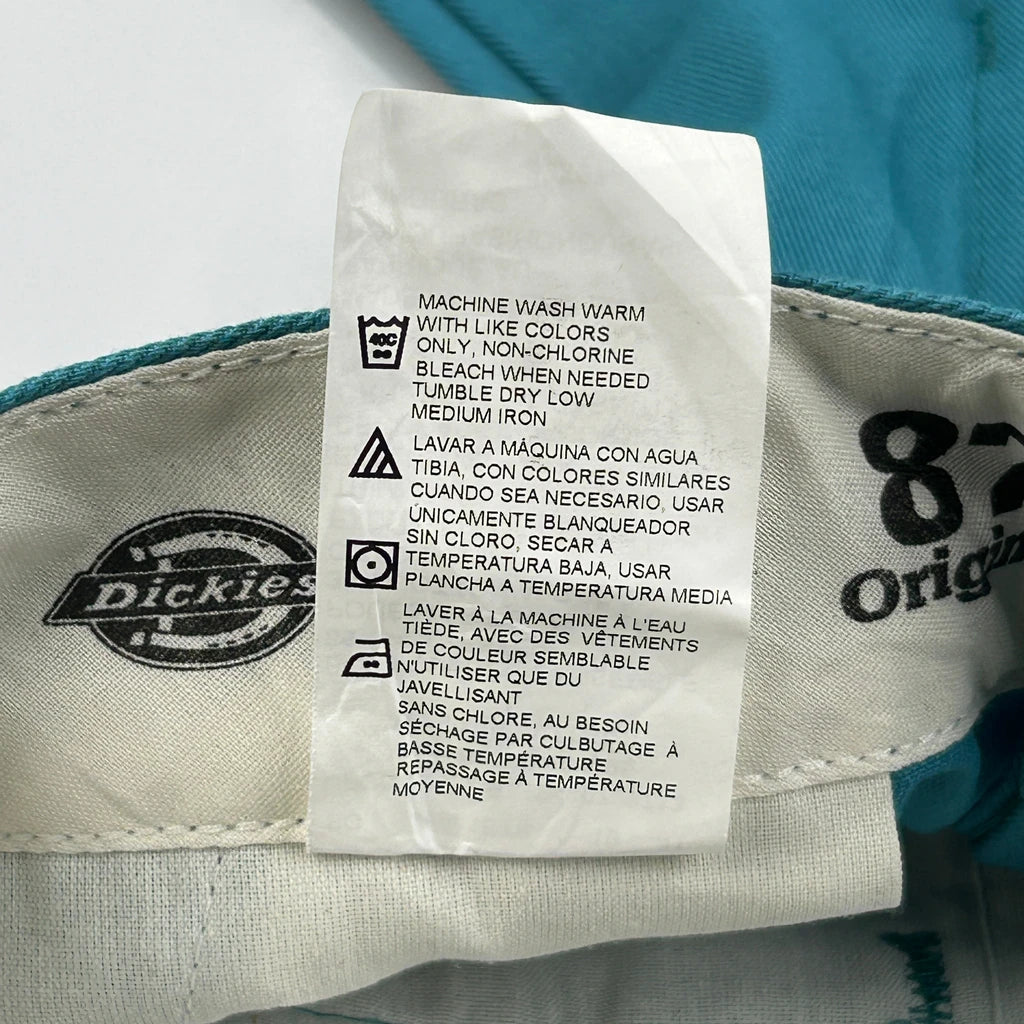 MACHINE WASH WARM
WITH LIKE COLORS
ONLY, NON-CHLORINE
BLEACH WHEN NEEDED
TUMBLE DRY LOW
MEDIUM IRON
40C
LAVAR A MÁQUINA CON AGUA
TIBIA, CON COLORES SIMILARES
CUANDO SEA NECESARIO, USAR
ÚNICAMENTE BLANQUEADOR
SIN CLORO, SECAR A
TEMPERATURA BAJA, USAR
PLANCHA A TEMPERATURA MEDIA
LAVER À LA MACHINE À L'EAU
TIÈDE, AVEC DES VÊTEMENTS
DE COULEUR SEMBLABLE
N'UTILISER QUE DU
JAVELLISANT
SANS CHLORE, AU BESOIN
SÉCHAGE PAR CULBUTAGE À
BASSE TEMPÉRATURE
REPASSAGE À TEMPÉRATURE
MOYENNE
Dickies
8
Origin